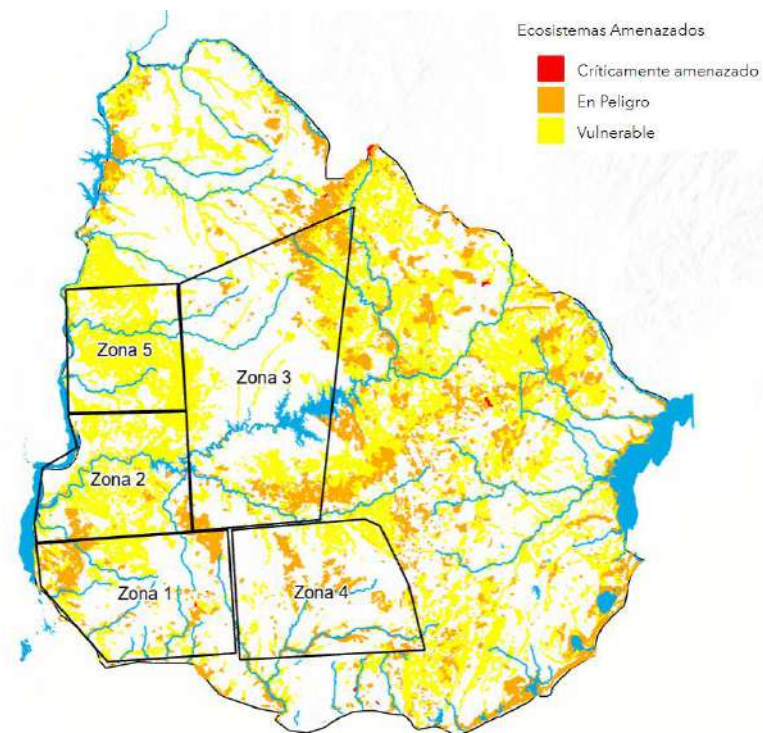 Ecosistemas Amenazados
Críticamente amenazado
En Peligro
Vulnerable
Zona 5
Zona 3
Zona 2
Zona 1
Zona 4